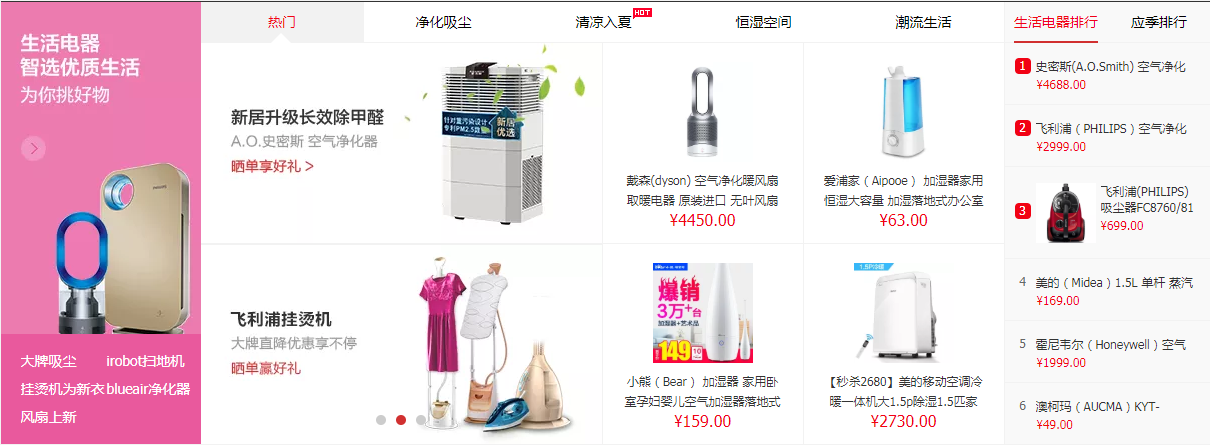 生活电器
智选优质生活
为你挑好物
大牌吸尘
irobot扫地机
挂烫机为新衣
blueair净化器
风扇上新
热门
净化吸尘
清凉入夏
HOT
恒湿空间
潮流生活
新居升级长效除甲醛
A.O.史密斯 空气净化器
晒单享好礼 >
针对重污染设计
专利PM2.5款
新居
优选
戴森(dyson) 空气净化暖风扇
取暖电器 原装进口 无叶风扇
¥4450.00
爱浦家（Aipooe） 加湿器家用
恒湿大容量 加湿落地式办公室
¥63.00
飞利浦挂烫机
大牌直降优惠享不停
晒单赢好礼
爆销
3万+台
加湿器+艺术品
149
小熊（Bear） 加湿器 家用卧
室孕妇婴儿空气加湿器落地式
¥159.00
1.5P|冷暖
【秒杀2680】美的移动空调冷
暖一体机大1.5p除湿1.5匹家
¥2730.00
生活电器排行
应季排行
1
史密斯(A.O.Smith) 空气净化
¥4688.00
2
飞利浦（PHILIPS）空气净化
¥2999.00
3
飞利浦(PHILIPS)
吸尘器FC8760/81
¥699.00
4
美的（Midea）1.5L 单杆 蒸汽
¥169.00
5
霍尼韦尔（Honeywell）空气
¥1999.00
6
澳柯玛（AUCMA）KYT-
¥49.00